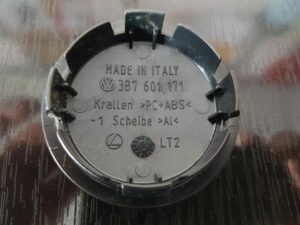 MADE IN ITALY
3B7 601 171
Krallen >PC+ABS<
-1 Scheibe >Al<
LT2